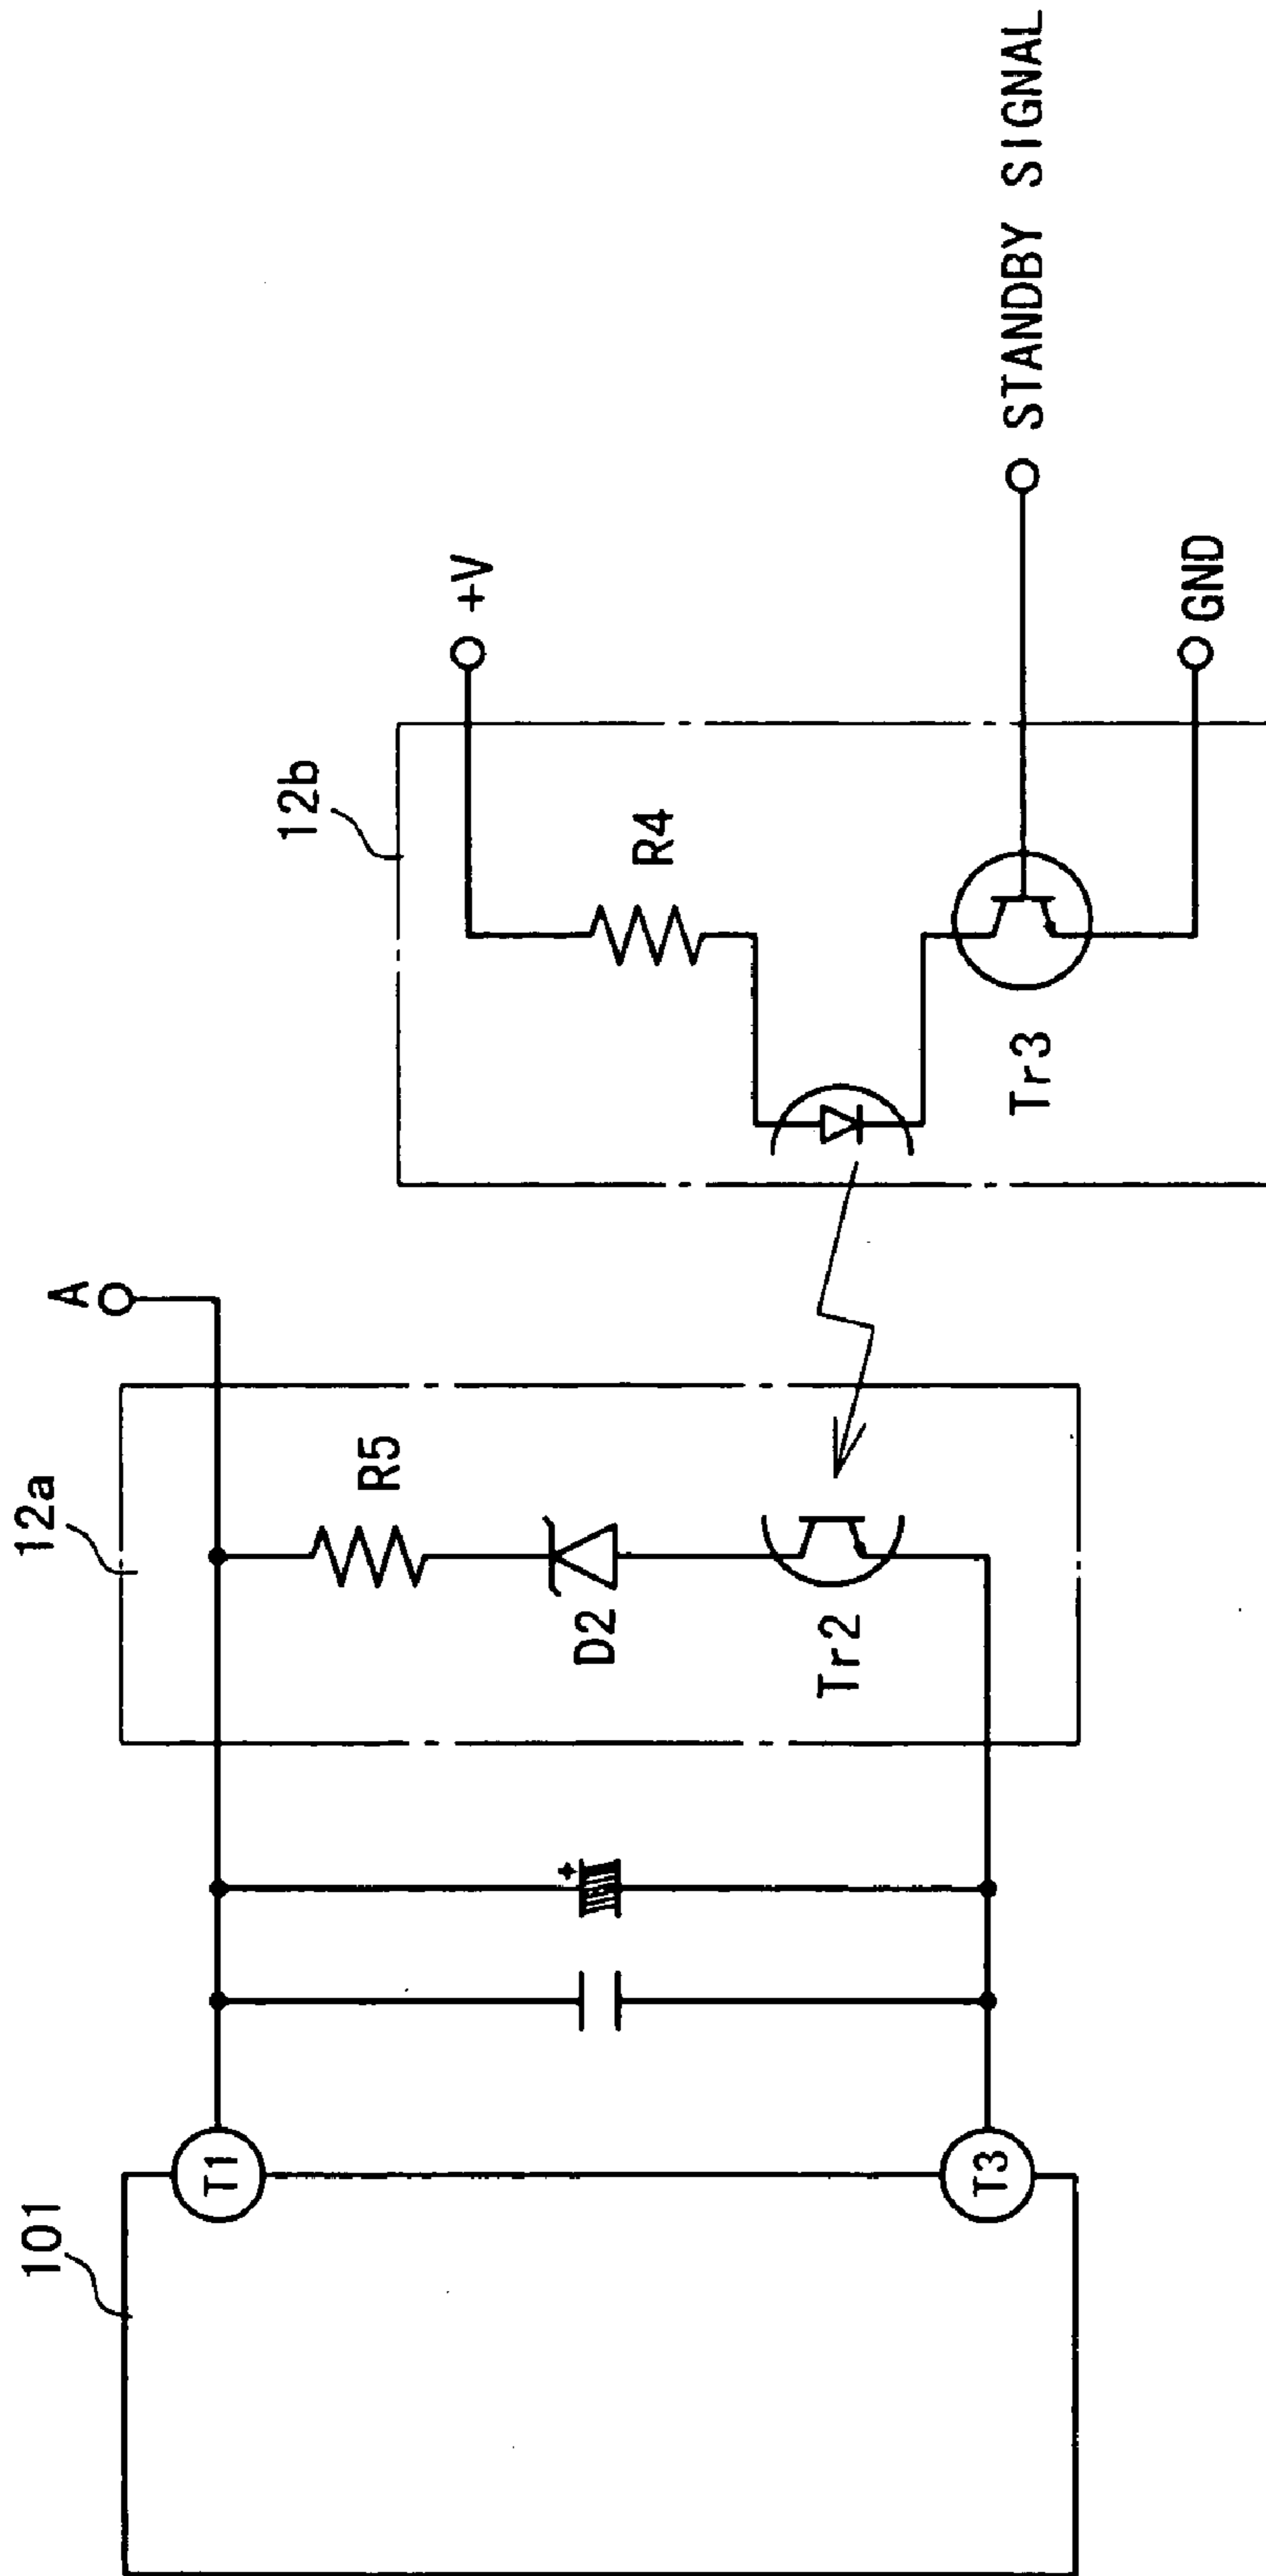 101
T1
T3
12a
A
R5
D2
Tr2
12b
+V
R4
Tr3
STANDBY SIGNAL
GND
+